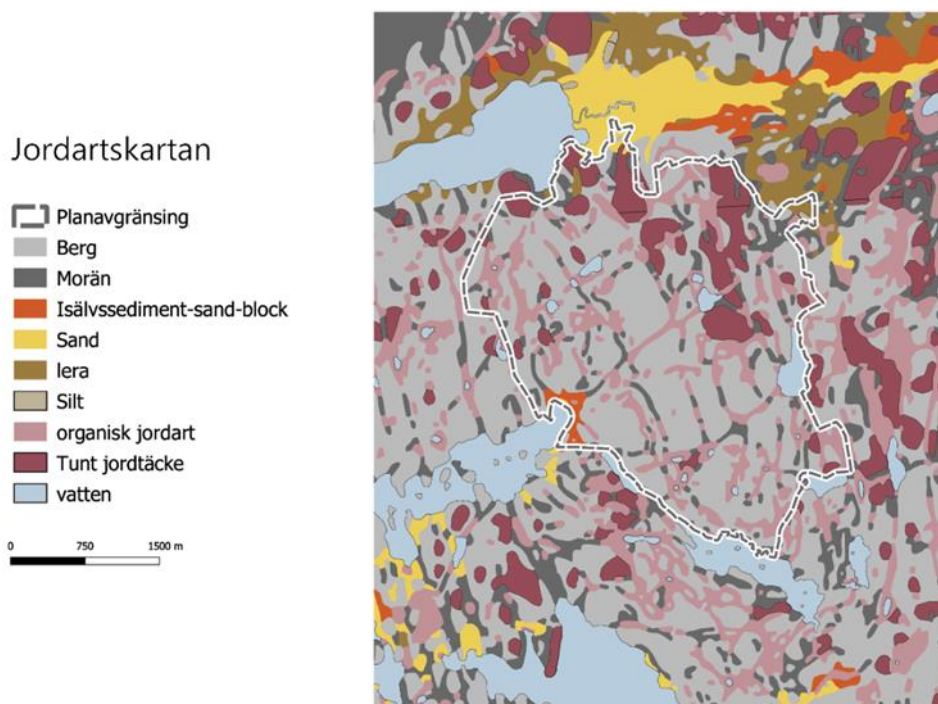 Jordartskartan
Planavgränsing
Berg
Morän
Isälvssediment-sand-block
Sand
lera
Silt
organisk jordart
Tunt jordtäcke
vatten
0 750 1500 m